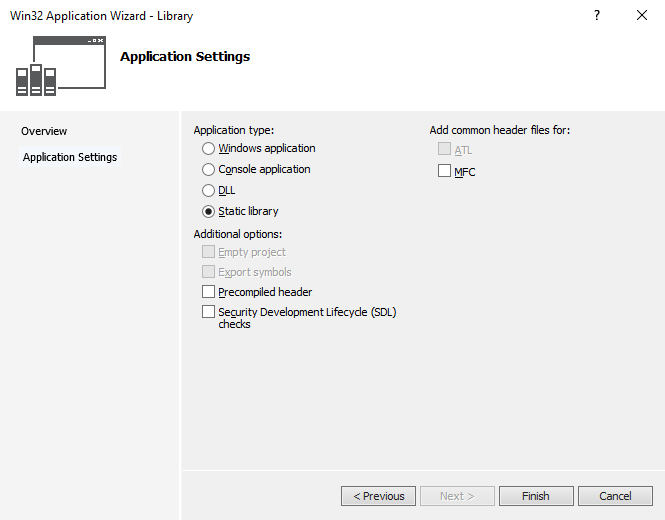 Win32 Application Wizard - Library
?
Application Settings
Overview
Application Settings
Application type:
Windows application
Console application
DLL
Static library
Additional options:
Empty project
Export symbols
Precompiled header
Security Development Lifecycle (SDL)
checks
Add common header files for:
ATL
MFC
< Previous
Next >
Finish
Cancel